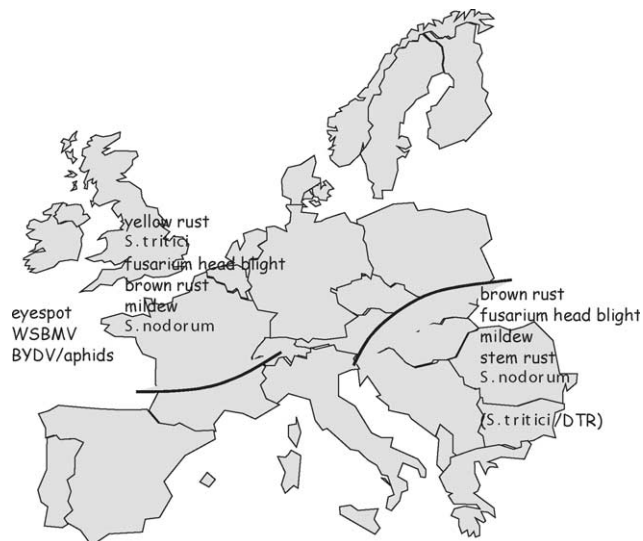 yellow rust
S.tritici
fusarium head blight
brown rust
mildew
S.nodorum
eyespot
WSBMV
BYDV/aphids
brown rust
fusarium head blight
mildew
stem rust
S.nodorum
(S.tritici/DTR)